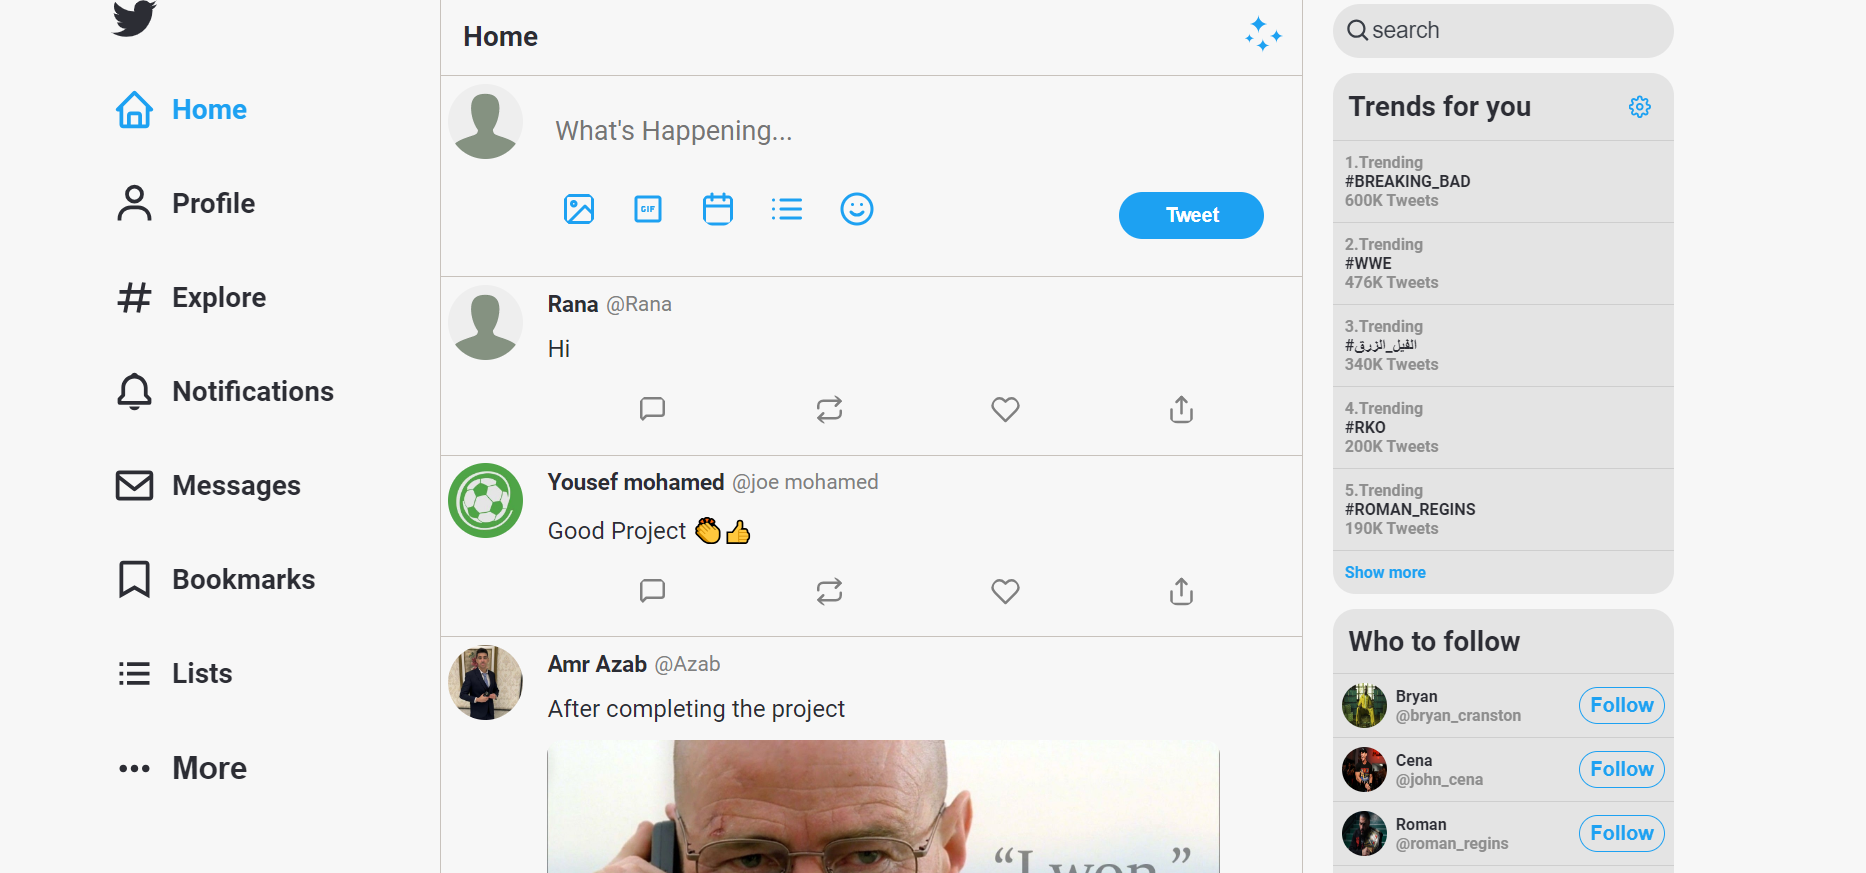 Home
Profile
Explore
Notifications
Messages
Bookmarks
Lists
More
Home
What's Happening...
GIF
Tweet
Rana @Rana
Hi
Yousef mohamed @joe mohamed
Good Project 👏👍
Amr Azab @Azab
After completing the project
“I won.”
search
Trends for you
1.Trending
#BREAKING_BAD
600K Tweets
2.Trending
#WWE
476K Tweets
3.Trending
#الفيل_الزرق
340K Tweets
4.Trending
#RKO
200K Tweets
5.Trending
#ROMAN_REGINS
190K Tweets
Show more
Who to follow
Bryan
@bryan_cranston
Follow
Cena
@john_cena
Follow
Roman
@roman_regins
Follow